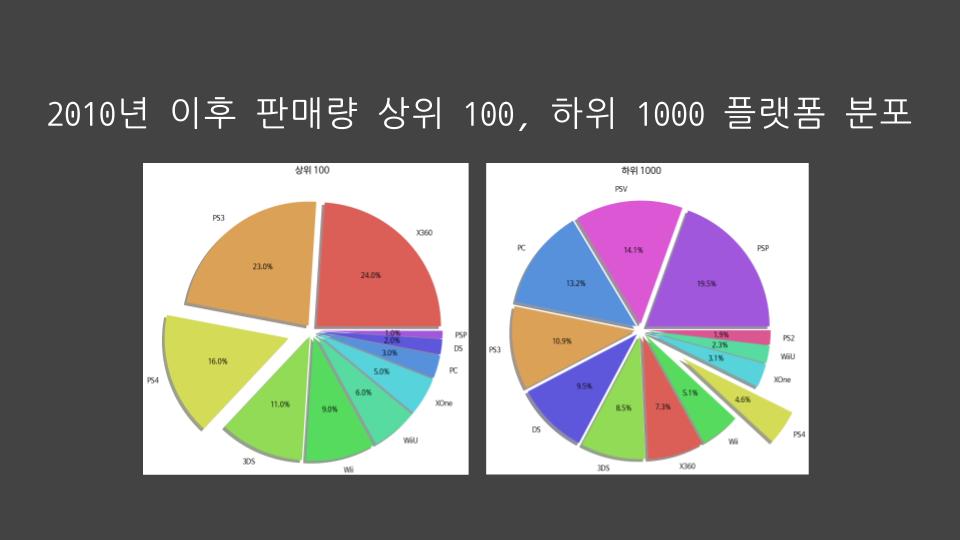 2010년 이후 판매량 상위 100, 하위 1000 플랫폼 분포
상위 100
PS3
X360
23.0%
24.0%
1.0%
PSP
2.0%
DS
3.0%
PC
16.0%
5.0%
PS4
XOne
6.0%
11.0%
9.0%
WiiU
3DS
Wii
하위 1000
PSV
PC
PSP
14.1%
13.2%
19.5%
1.9%
PS2
10.9%
2.3%
PS3
3.1%
WiiU
XOne
9.5%
5.1%
4.6%
8.5%
7.3%
DS
PS4
Wii
3DS
X360